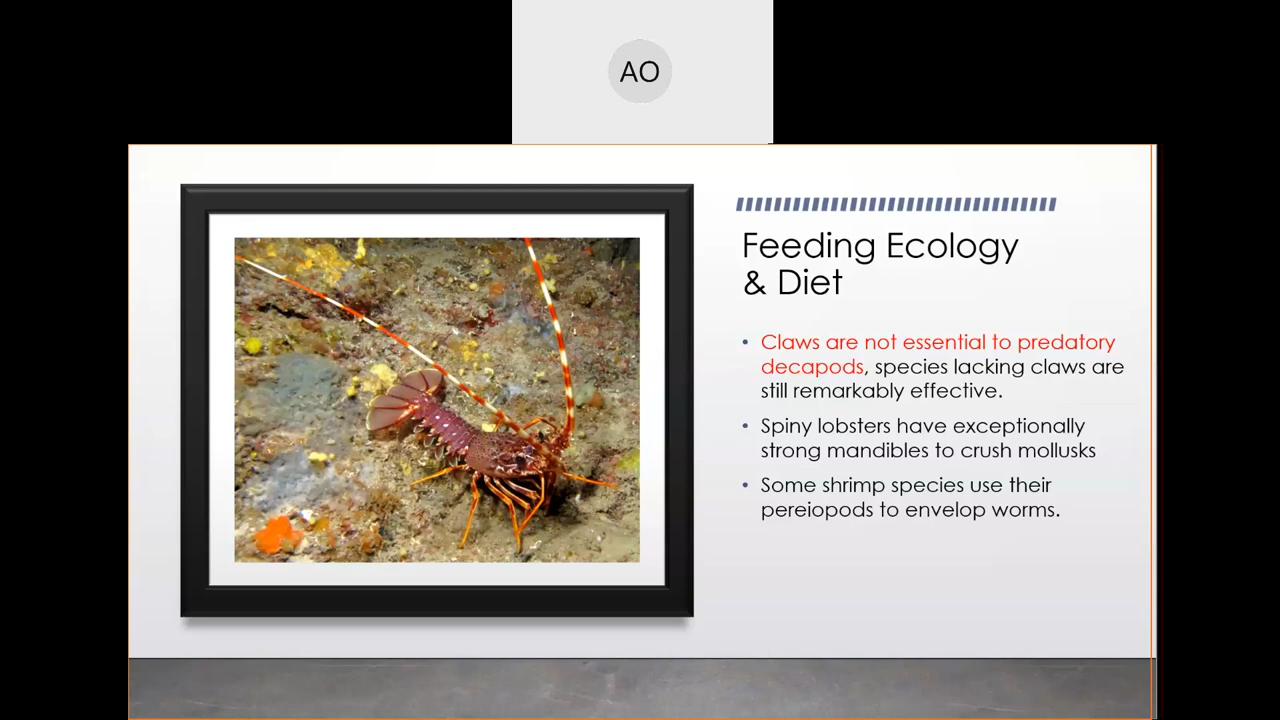 AO
Feeding Ecology
& Diet
• Claws are not essential to predatory
decapods, species lacking claws are
still remarkably effective.
• Spiny lobsters have exceptionally
strong mandibles to crush mollusks
• Some shrimp species use their
pereiopods to envelop worms.